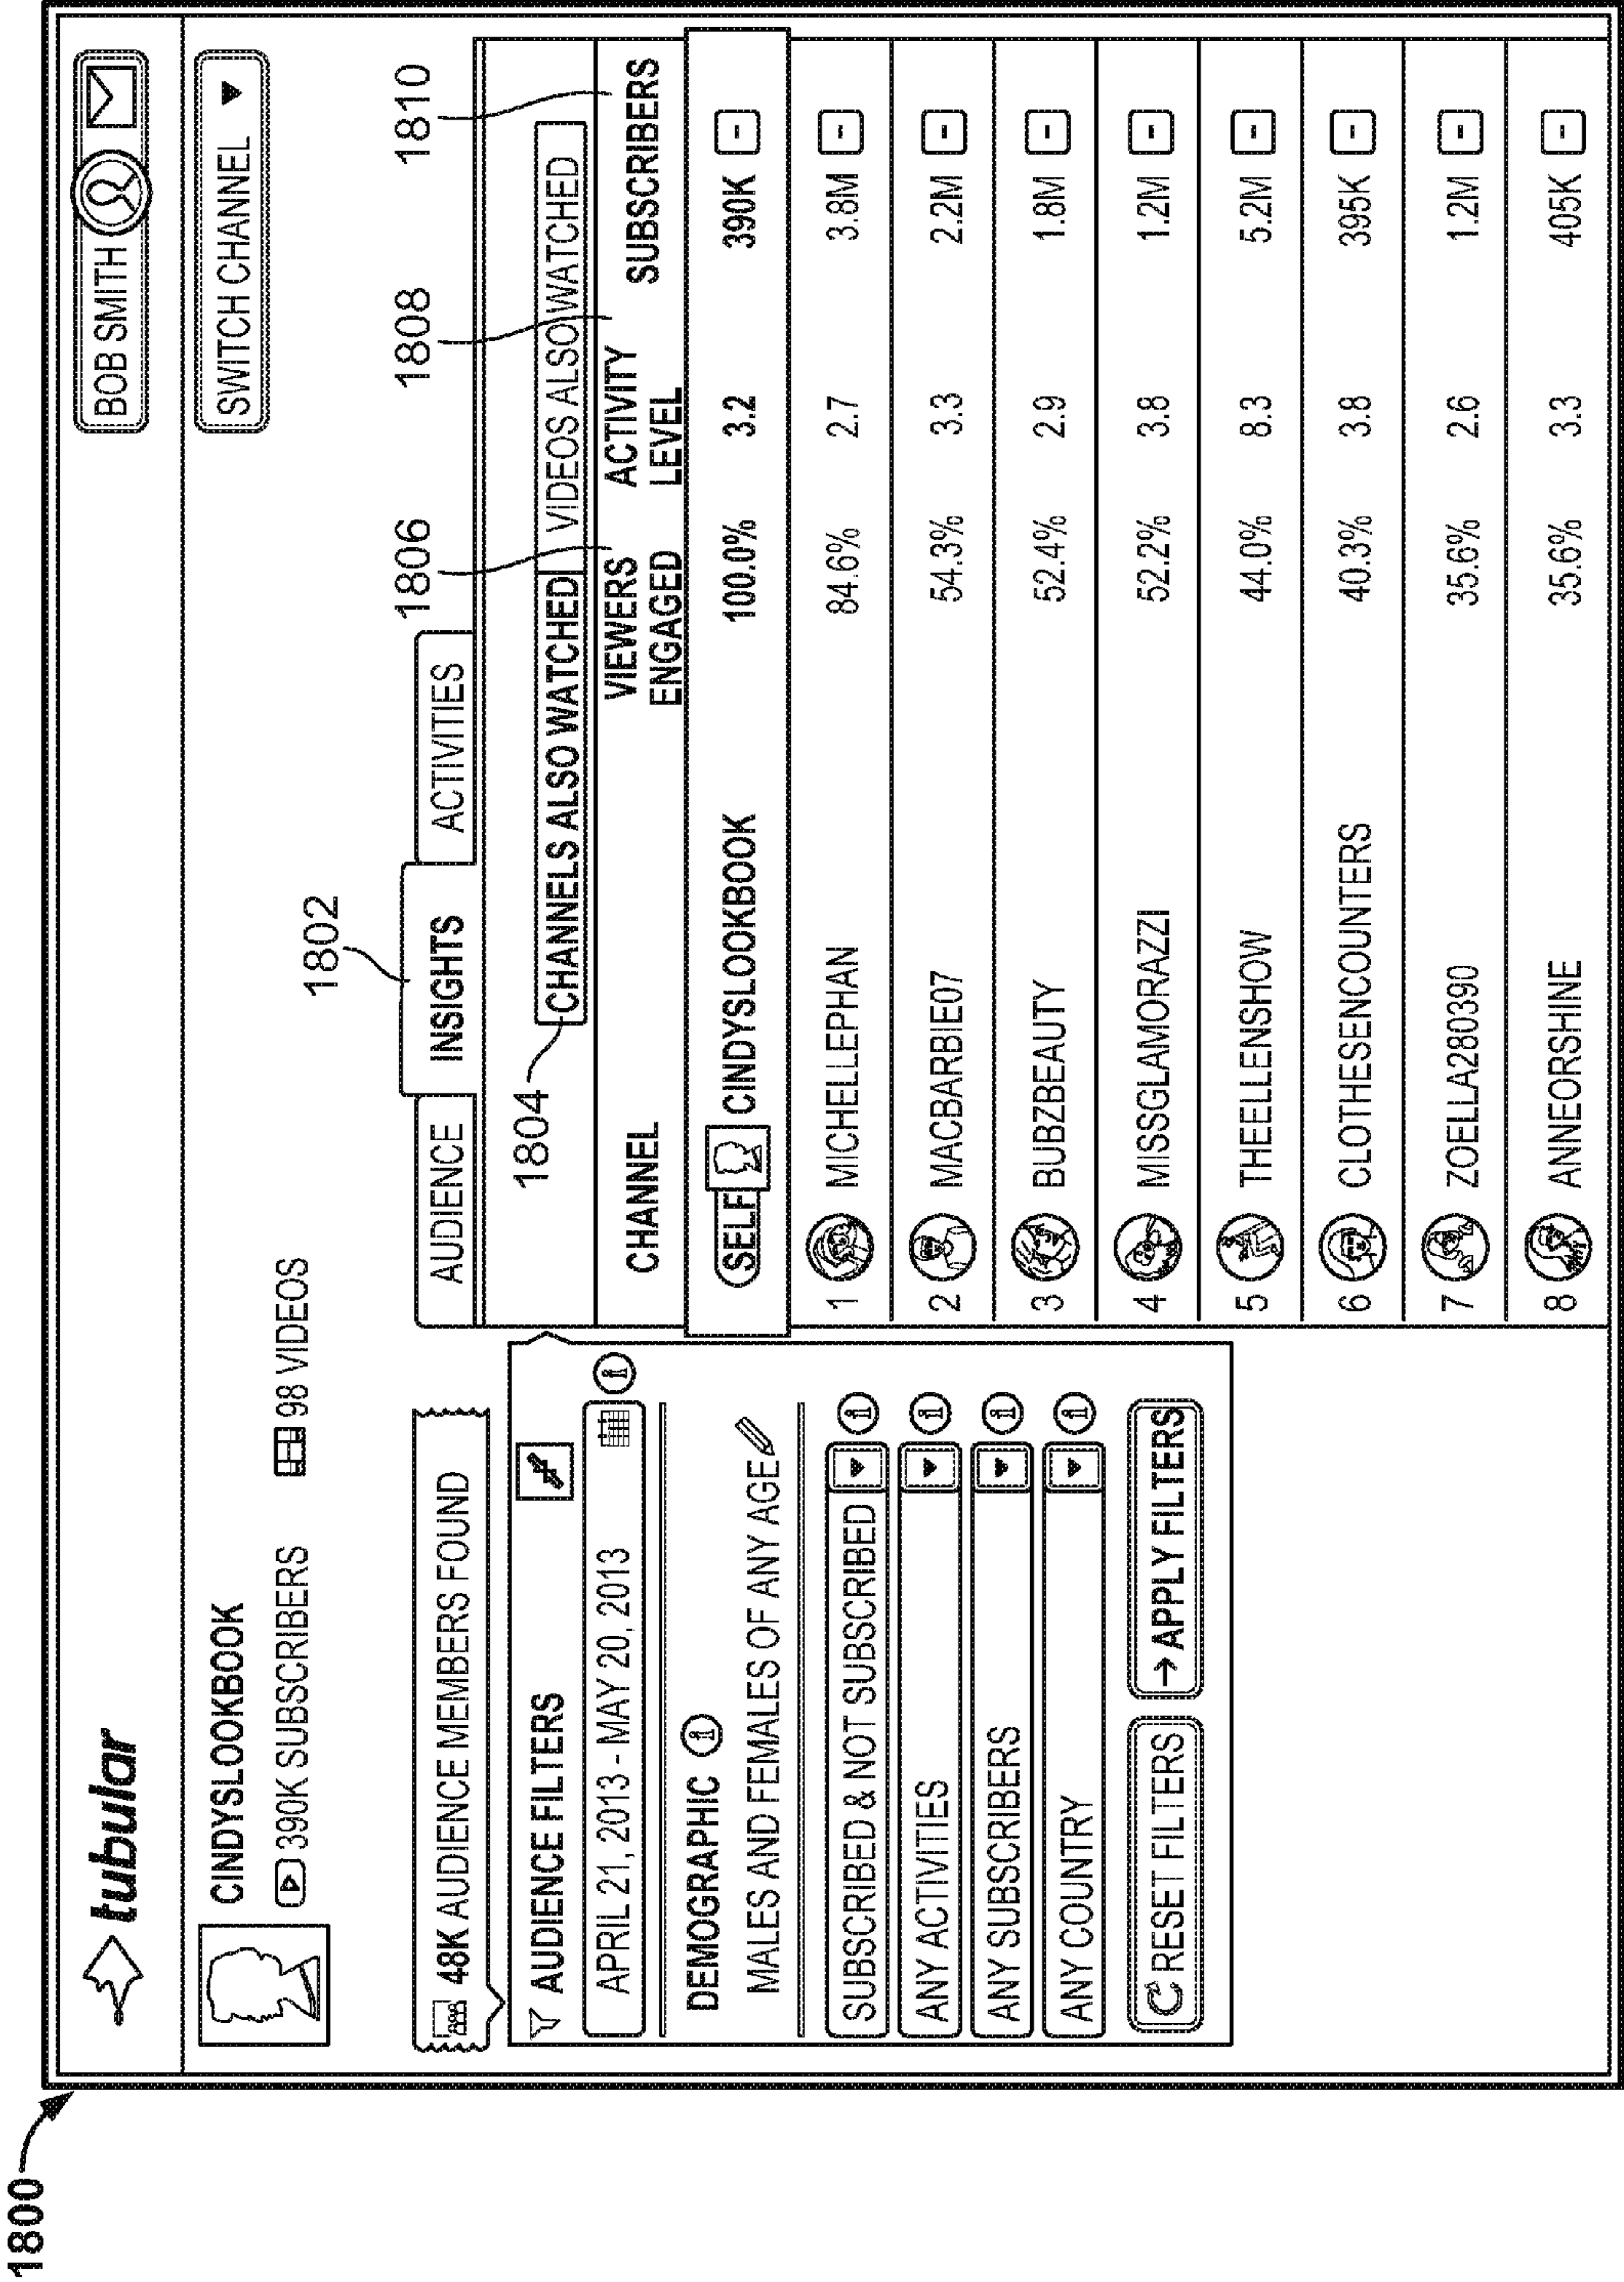 1800
tubular
BOB SMITH
CINDYSLOOKBOOK
SWITCH CHANNEL
390K SUBSCRIBERS 98 VIDEOS
1802
1806 1808 1810
48K AUDIENCE MEMBERS FOUND
AUDIENCE INSIGHTS ACTIVITIES
1804
AUDIENCE FILTERS
CHANNELS ALSO WATCHED VIDEOS ALSO WATCHED
APRIL 21, 2013 - MAY 20, 2013 i
CHANNEL VIEWERS ENGAGED ACTIVITY LEVEL SUBSCRIBERS
DEMOGRAPHIC i
SELF CINDYSLOOKBOOK 100.0% 3.2 390K -
MALES AND FEMALES OF ANY AGE
1 MICHELLEPHAN 84.6% 2.7 3.8M -
SUBSCRIBED & NOT SUBSCRIBED i
2 MACBARBIE07 54.3% 3.3 2.2M -
ANY ACTIVITIES i
3 BUBZBEAUTY 52.4% 2.9 1.8M -
ANY SUBSCRIBERS i
ANY COUNTRY i
4 MISSGLAMORAZZI 52.2% 3.8 1.2M -
RESET FILTERS → APPLY FILTERS
5 THEELLENSHOW 44.0% 8.3 5.2M -
6 CLOTHESENCOUNTERS 40.3% 3.8 395K -
7 ZOELLA280390 35.6% 2.6 1.2M -
8 ANNEORSHINE 35.6% 3.3 405K -